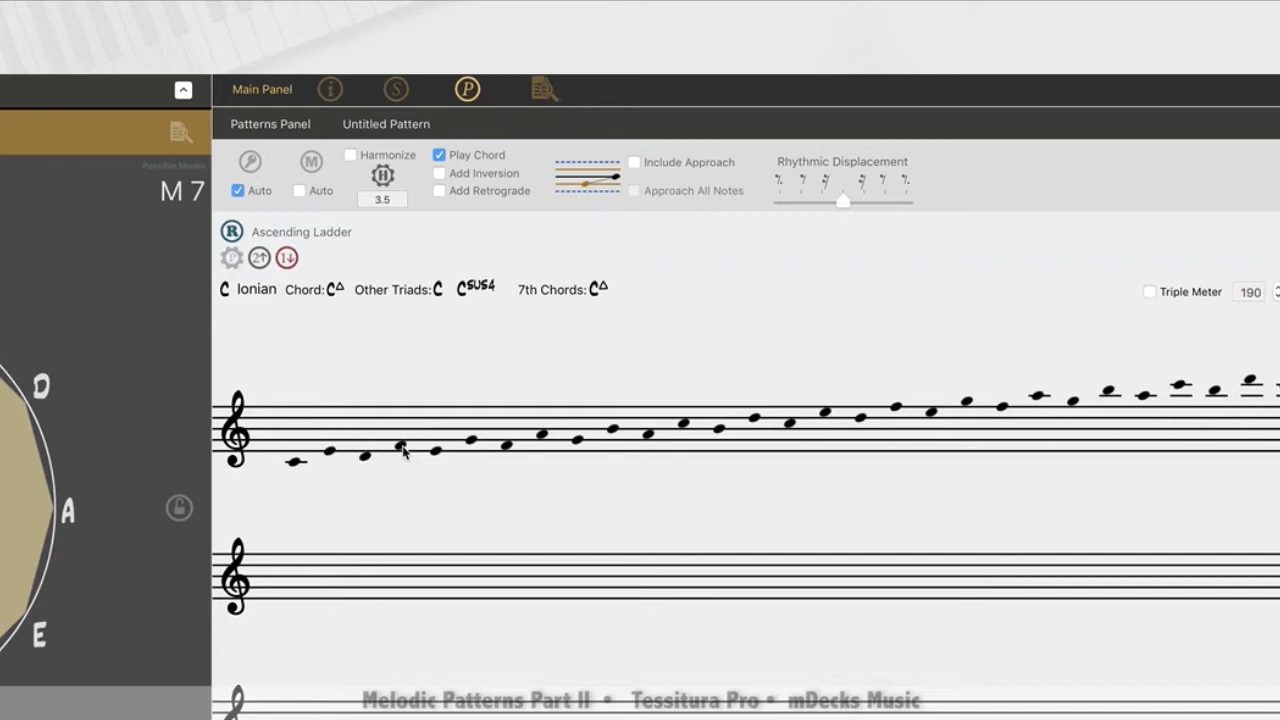 Main Panel i S P
Patterns Panel Untitled Pattern
Possible Modes
M 7
M
Auto Auto
Harmonize
H
3.5
Play Chord
Add Inversion
Add Retrograde
Include Approach
Approach All Notes
Rhythmic Displacement
R Ascending Ladder
P 2↑ 1↓
C Ionian Chord: C△ Other Triads: C Csus4 7th Chords: C△
Triple Meter 190
D
A
E
Melodic Patterns Part II • Tessitura Pro • mDecks Music